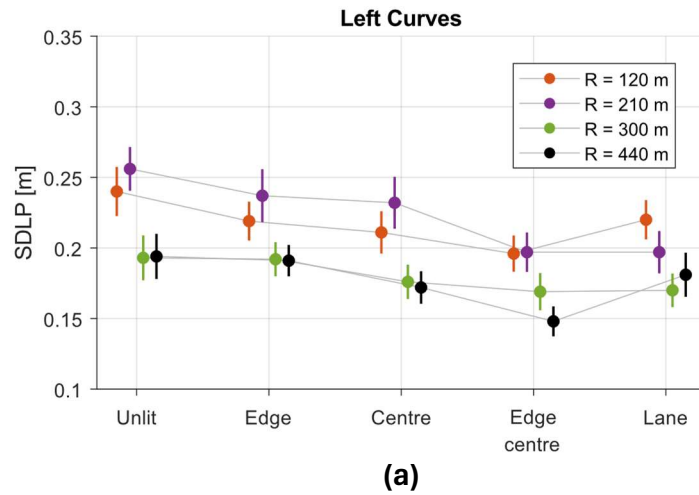 Left Curves
0.35
0.3
0.25
0.2
0.15
0.1
SDLP [m]
R = 120 m
R = 210 m
R = 300 m
R = 440 m
Unlit
Edge
Centre
Edge
centre
Lane
(a)